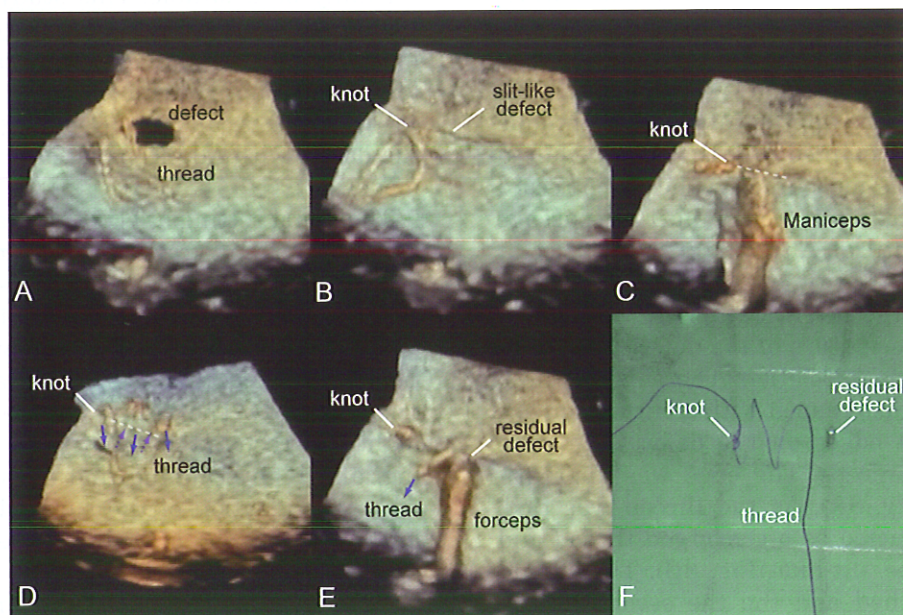 defect
thread
A
knot
slit-like
defect
B
knot
Maniceps
C
knot
thread
D
knot
residual
defect
thread
forceps
E
knot
residual
defect
thread
F